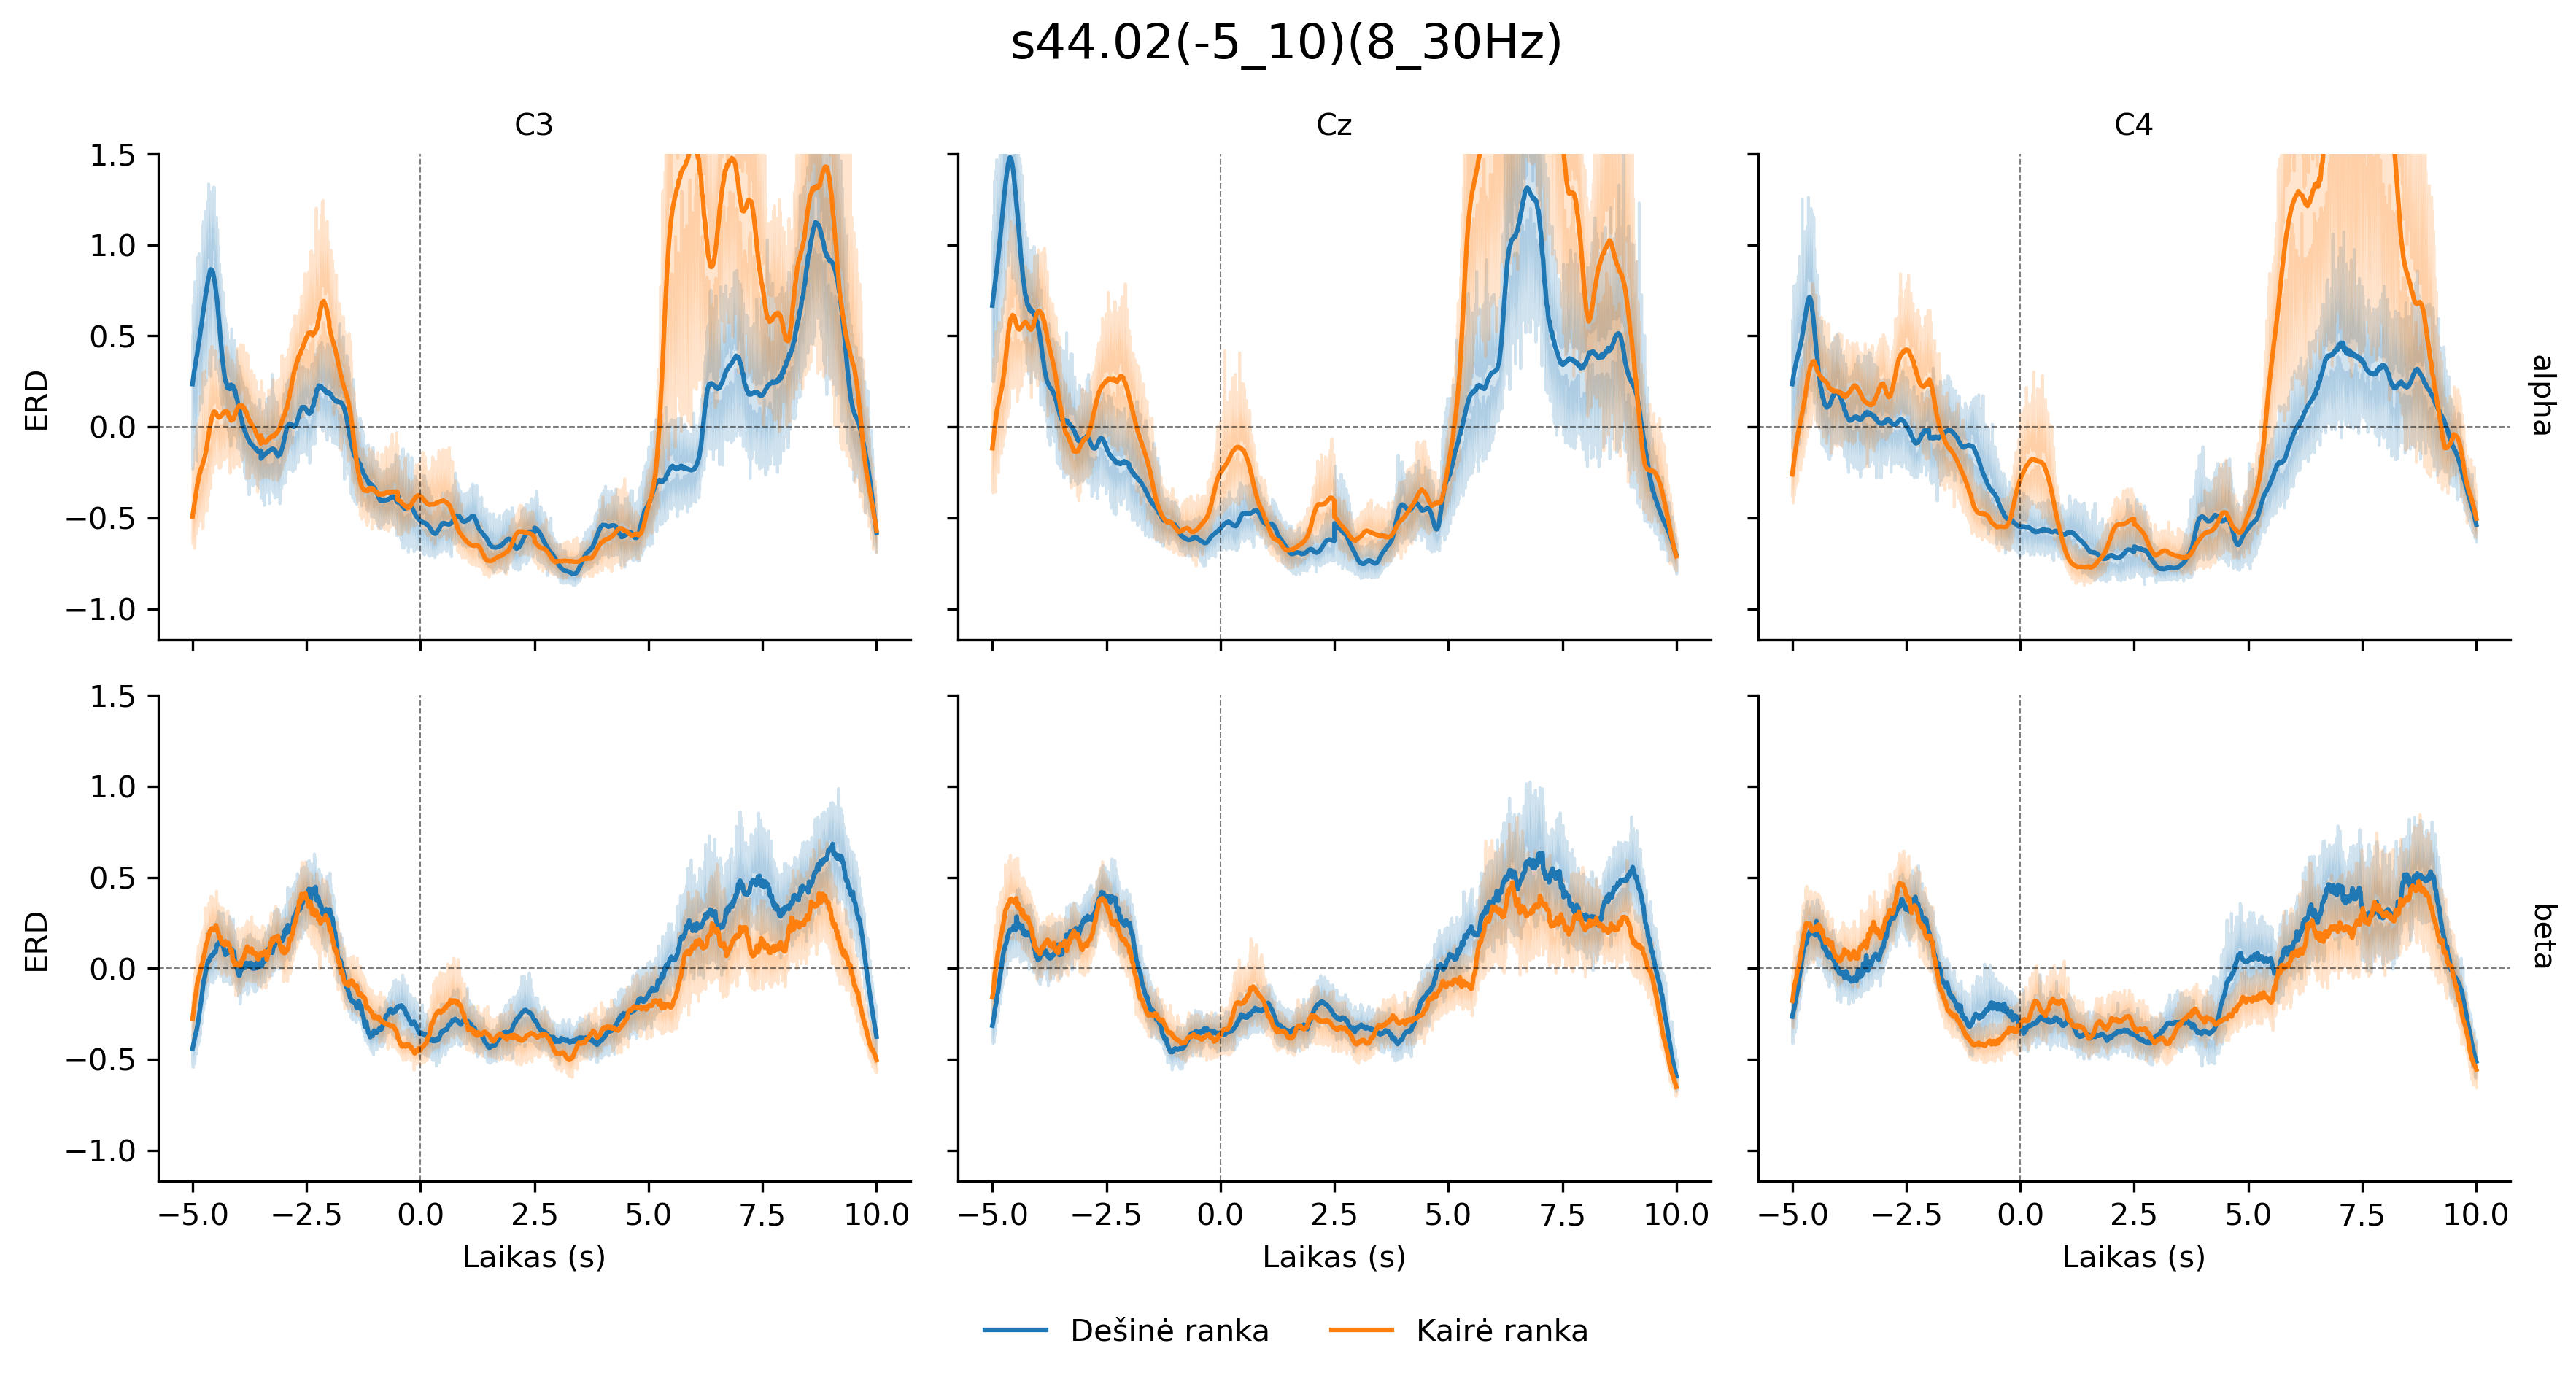 s44.02(-5_10)(8_30Hz)
C3 Cz C4
1.5
1.0
0.5
0.0
−0.5
−1.0
ERD
alpha
1.5
1.0
0.5
0.0
−0.5
−1.0
ERD
beta
−5.0 −2.5 0.0 2.5 5.0 7.5 10.0 −5.0 −2.5 0.0 2.5 5.0 7.5 10.0 −5.0 −2.5 0.0 2.5 5.0 7.5 10.0
Laikas (s) Laikas (s) Laikas (s)
Dešinė ranka Kairė ranka